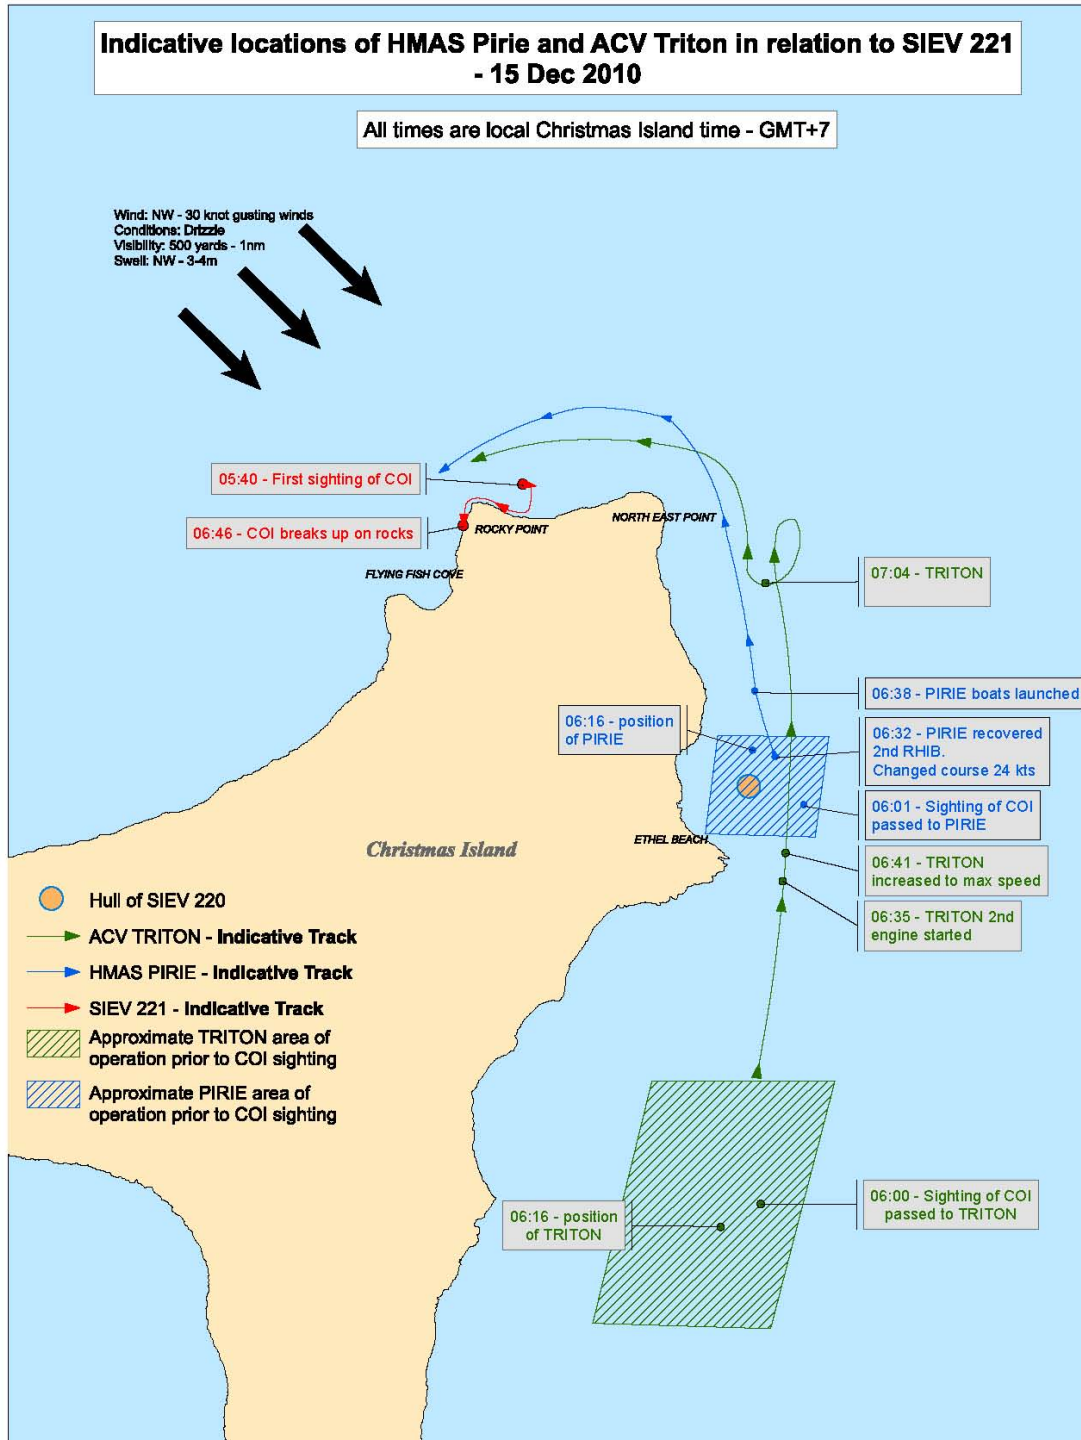 Indicative locations of HMAS Pirie and ACV Triton in relation to SIEV 221
- 15 Dec 2010
All times are local Christmas Island time - GMT+7
Wind: NW - 30 knot gusting winds
Conditions: Drizzle
Visibility: 500 yards - 1nm
Swell: NW - 3-4m
05:40 - First sighting of COI
06:46 - COI breaks up on rocks
ROCKY POINT
NORTH EAST POINT
FLYING FISH COVE
07:04 - TRITON
06:38 - PIRIE boats launched
06:16 - position
of PIRIE
06:32 - PIRIE recovered
2nd RHIB.
Changed course 24 kts
06:01 - Sighting of COI
passed to PIRIE
ETHEL BEACH
Christmas Island
06:41 - TRITON
increased to max speed
06:35 - TRITON 2nd
engine started
Hull of SIEV 220
ACV TRITON - Indicative Track
HMAS PIRIE - Indicative Track
SIEV 221 - Indicative Track
Approximate TRITON area of
operation prior to COI sighting
Approximate PIRIE area of
operation prior to COI sighting
06:16 - position
of TRITON
06:00 - Sighting of COI
passed to TRITON